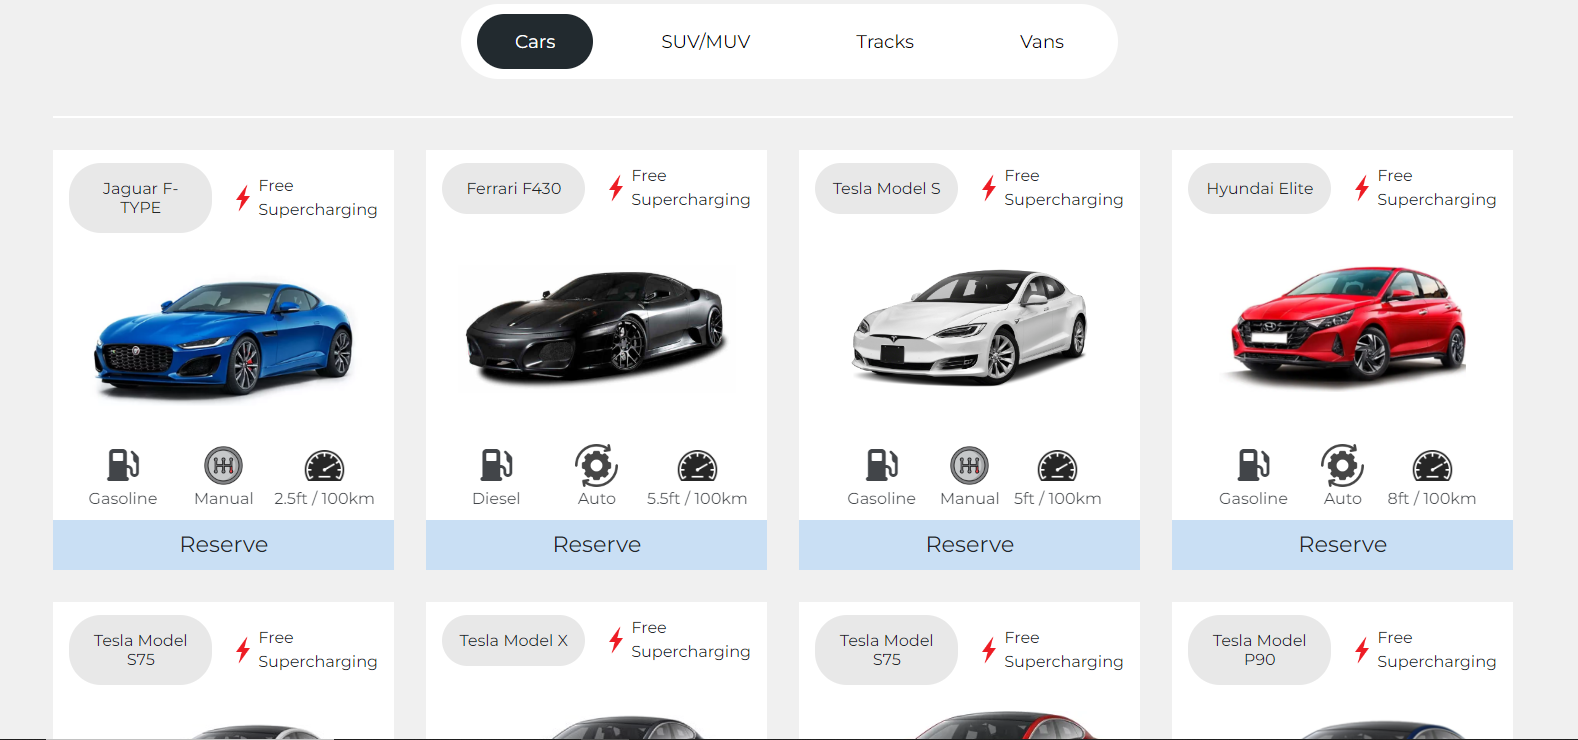 Cars
SUV/MUV
Tracks
Vans
Jaguar F-
TYPE
Free
Supercharging
Ferrari F430
Free
Supercharging
Tesla Model S
Free
Supercharging
Hyundai Elite
Free
Supercharging
Gasoline
Manual
2.5ft / 100km
Diesel
Auto
5.5ft / 100km
Gasoline
Manual
5ft / 100km
Gasoline
Auto
8ft / 100km
Reserve
Reserve
Reserve
Reserve
Tesla Model
S75
Free
Supercharging
Tesla Model X
Free
Supercharging
Tesla Model
S75
Free
Supercharging
Tesla Model
P90
Free
Supercharging